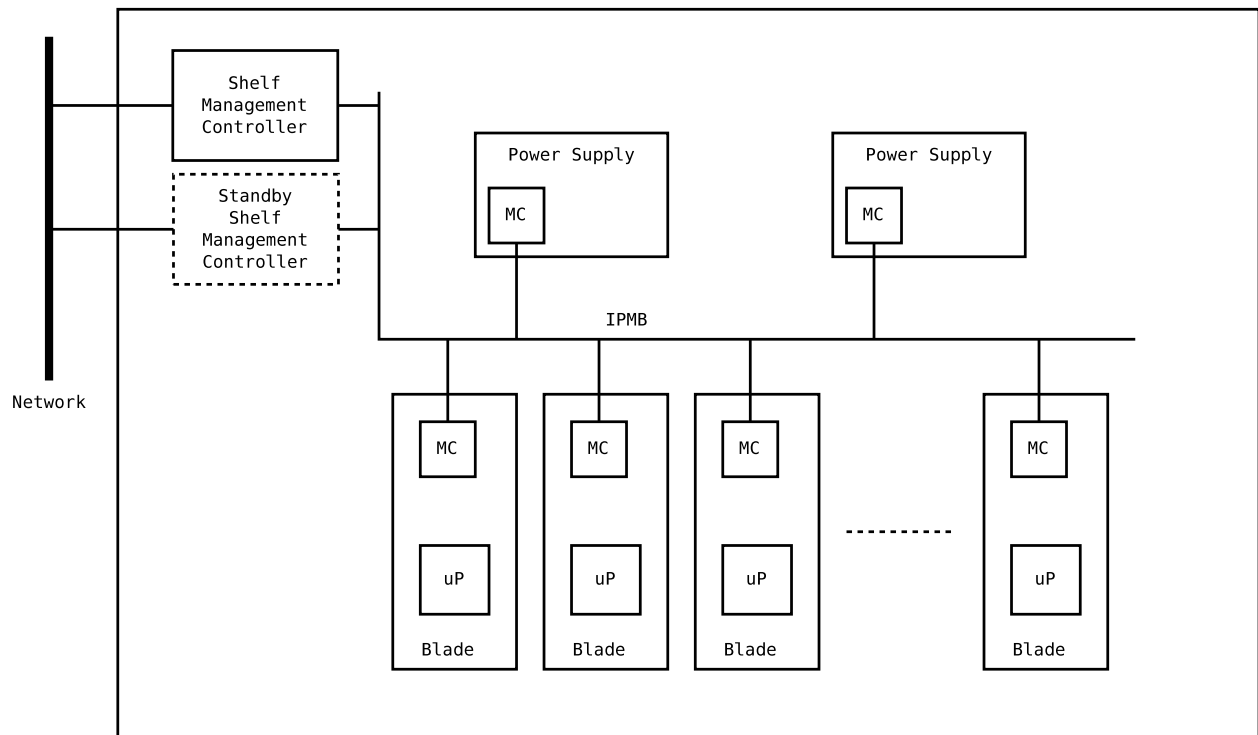 Shelf
Management
Controller
Standby
Shelf
Management
Controller
Network
Power Supply
MC
Power Supply
MC
IPMB
MC
uP
Blade
MC
uP
Blade
MC
uP
Blade
MC
uP
Blade